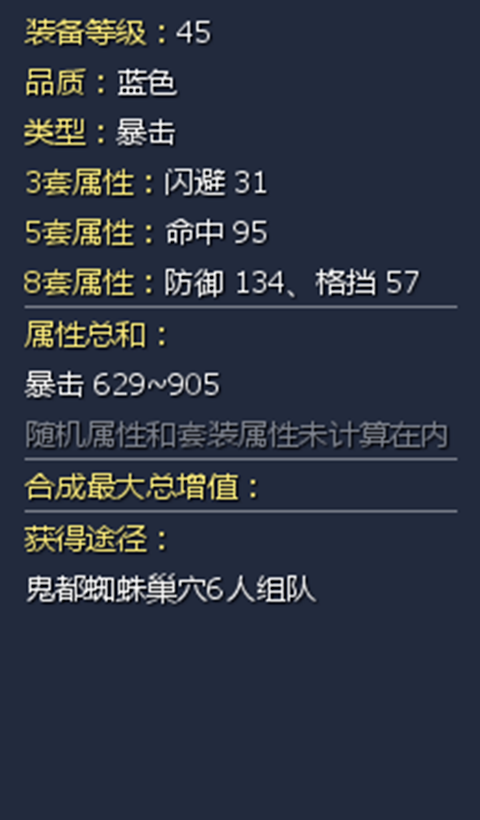 装备等级：45
品质：蓝色
类型：暴击
3套属性：闪避 31
5套属性：命中 95
8套属性：防御 134、格挡 57
属性总和：
暴击 629~905
随机属性和套装属性未计算在内
合成最大总增值：
获得途径：
鬼都蜘蛛巢穴6人组队